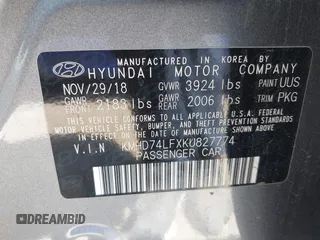 HYUNDAI MOTOR COMPANY
MANUFACTURED IN KOREA
NOV/29/18 GVWR 3924 lbs PAINT UUS
GAWR FRONT 2183 lbs GAWR REAR 2006 lbs TRIM PKG
THIS VEHICLE CONFORMS TO ALL APPLICABLE
U.S. FEDERAL MOTOR VEHICLE SAFETY, BUMPER,
AND THEFT PREVENTION STANDARDS IN EFFECT
ON THE DATE OF MANUFACTURE SHOWN ABOVE.
V.I.N KMHD74LFXKU827774
PASSENGER CAR
DREAMBID